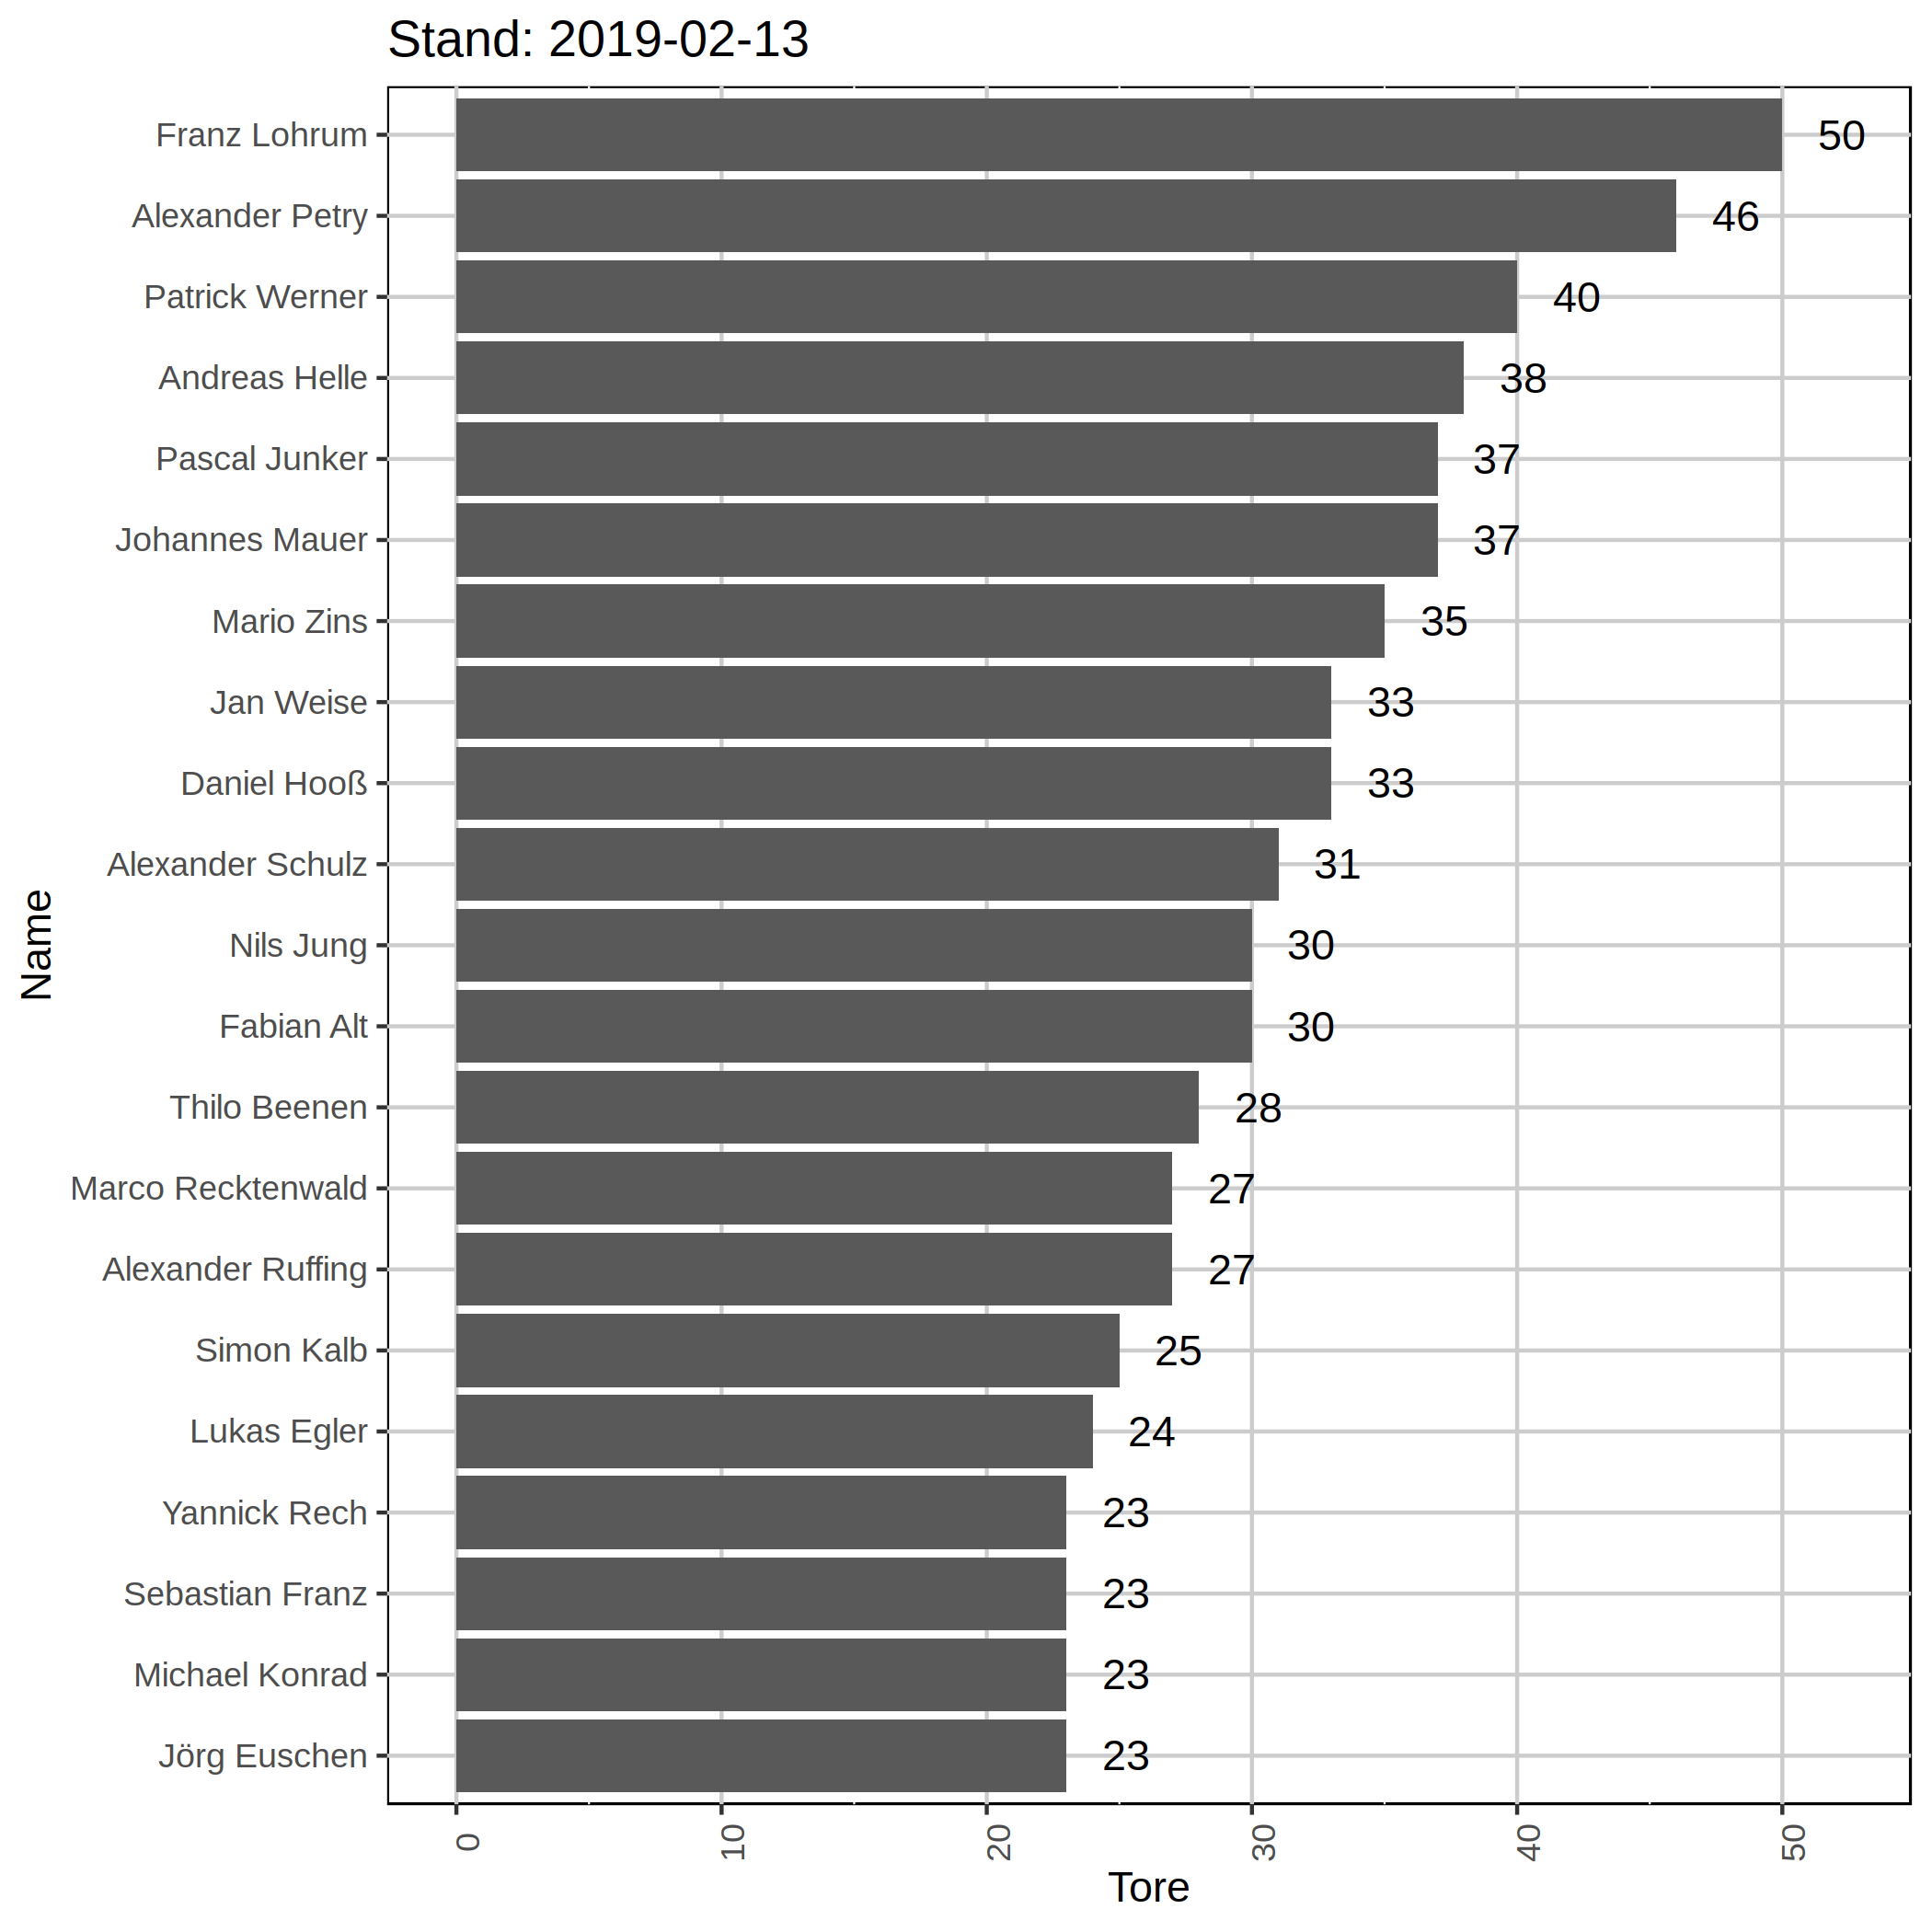 Stand: 2019-02-13
Franz Lohrum 50
Alexander Petry 46
Patrick Werner 40
Andreas Helle 38
Pascal Junker 37
Johannes Mauer 37
Mario Zins 35
Jan Weise 33
Daniel Hooß 33
Alexander Schulz 31
Nils Jung 30
Fabian Alt 30
Thilo Beenen 28
Marco Recktenwald 27
Alexander Ruffing 27
Simon Kalb 25
Lukas Egler 24
Yannick Rech 23
Sebastian Franz 23
Michael Konrad 23
Jörg Euschen 23
Name
0 10 20 30 40 50
Tore